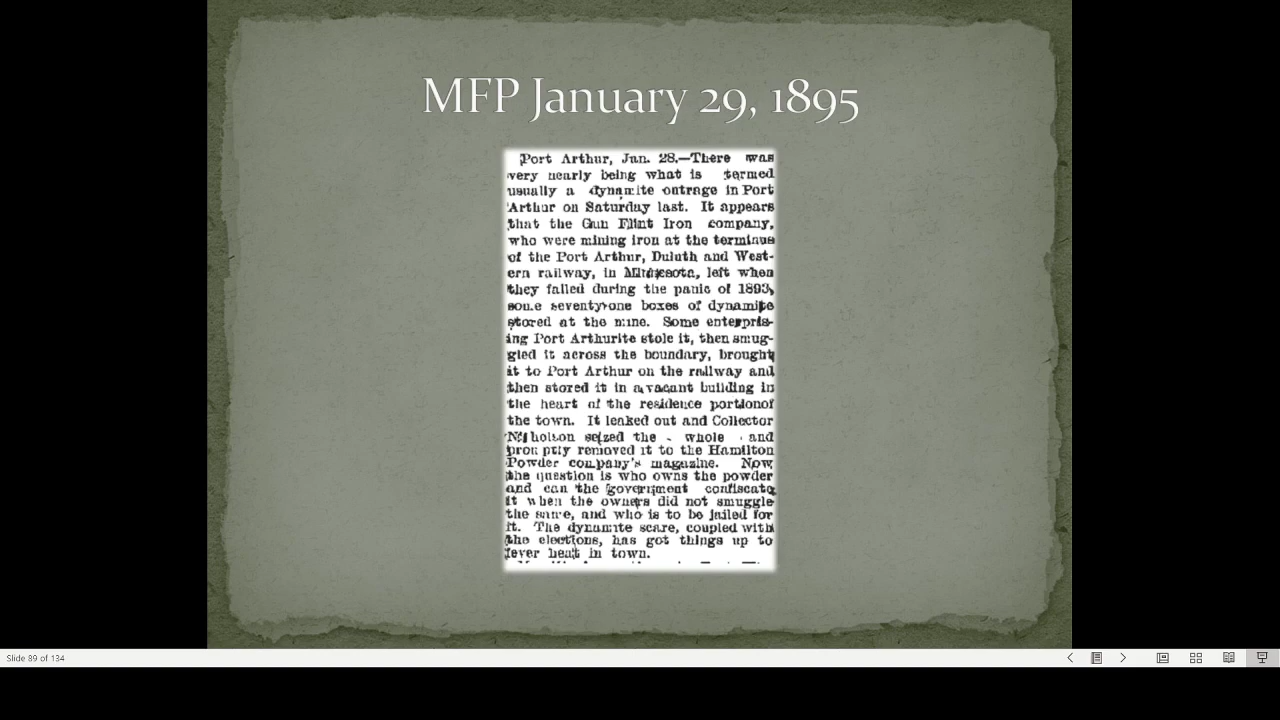 MFP January 29, 1895
Port Arthur, Jan. 28.—There was
very nearly being what is termed
usually a dynamite outrage in Port
Arthur on Saturday last. It appears
that the Gun Flint Iron company,
who were mining iron at the terminus
of the Port Arthur, Duluth and West-
ern railway, in Minnesota, left when
they failed during the panic of 1893,
some seventy-one boxes of dynamite
stored at the mine. Some enterpris-
ing Port Arthurite stole it, then smug-
gled it across the boundary, brought
it to Port Arthur on the railway and
then stored it in a vacant building in
the heart of the residence portion of
the town. It leaked out and Collector
seized the whole and
promptly removed it to the Hamilton
Powder company's magazine. Now
the question is who owns the powder
and can the government confiscate
it when the owners did not smuggle
the same, and who is to be jailed for
it. The dynamite scare, coupled with
the elections, has got things up to
fever heat in town.
Slide 89 of 134